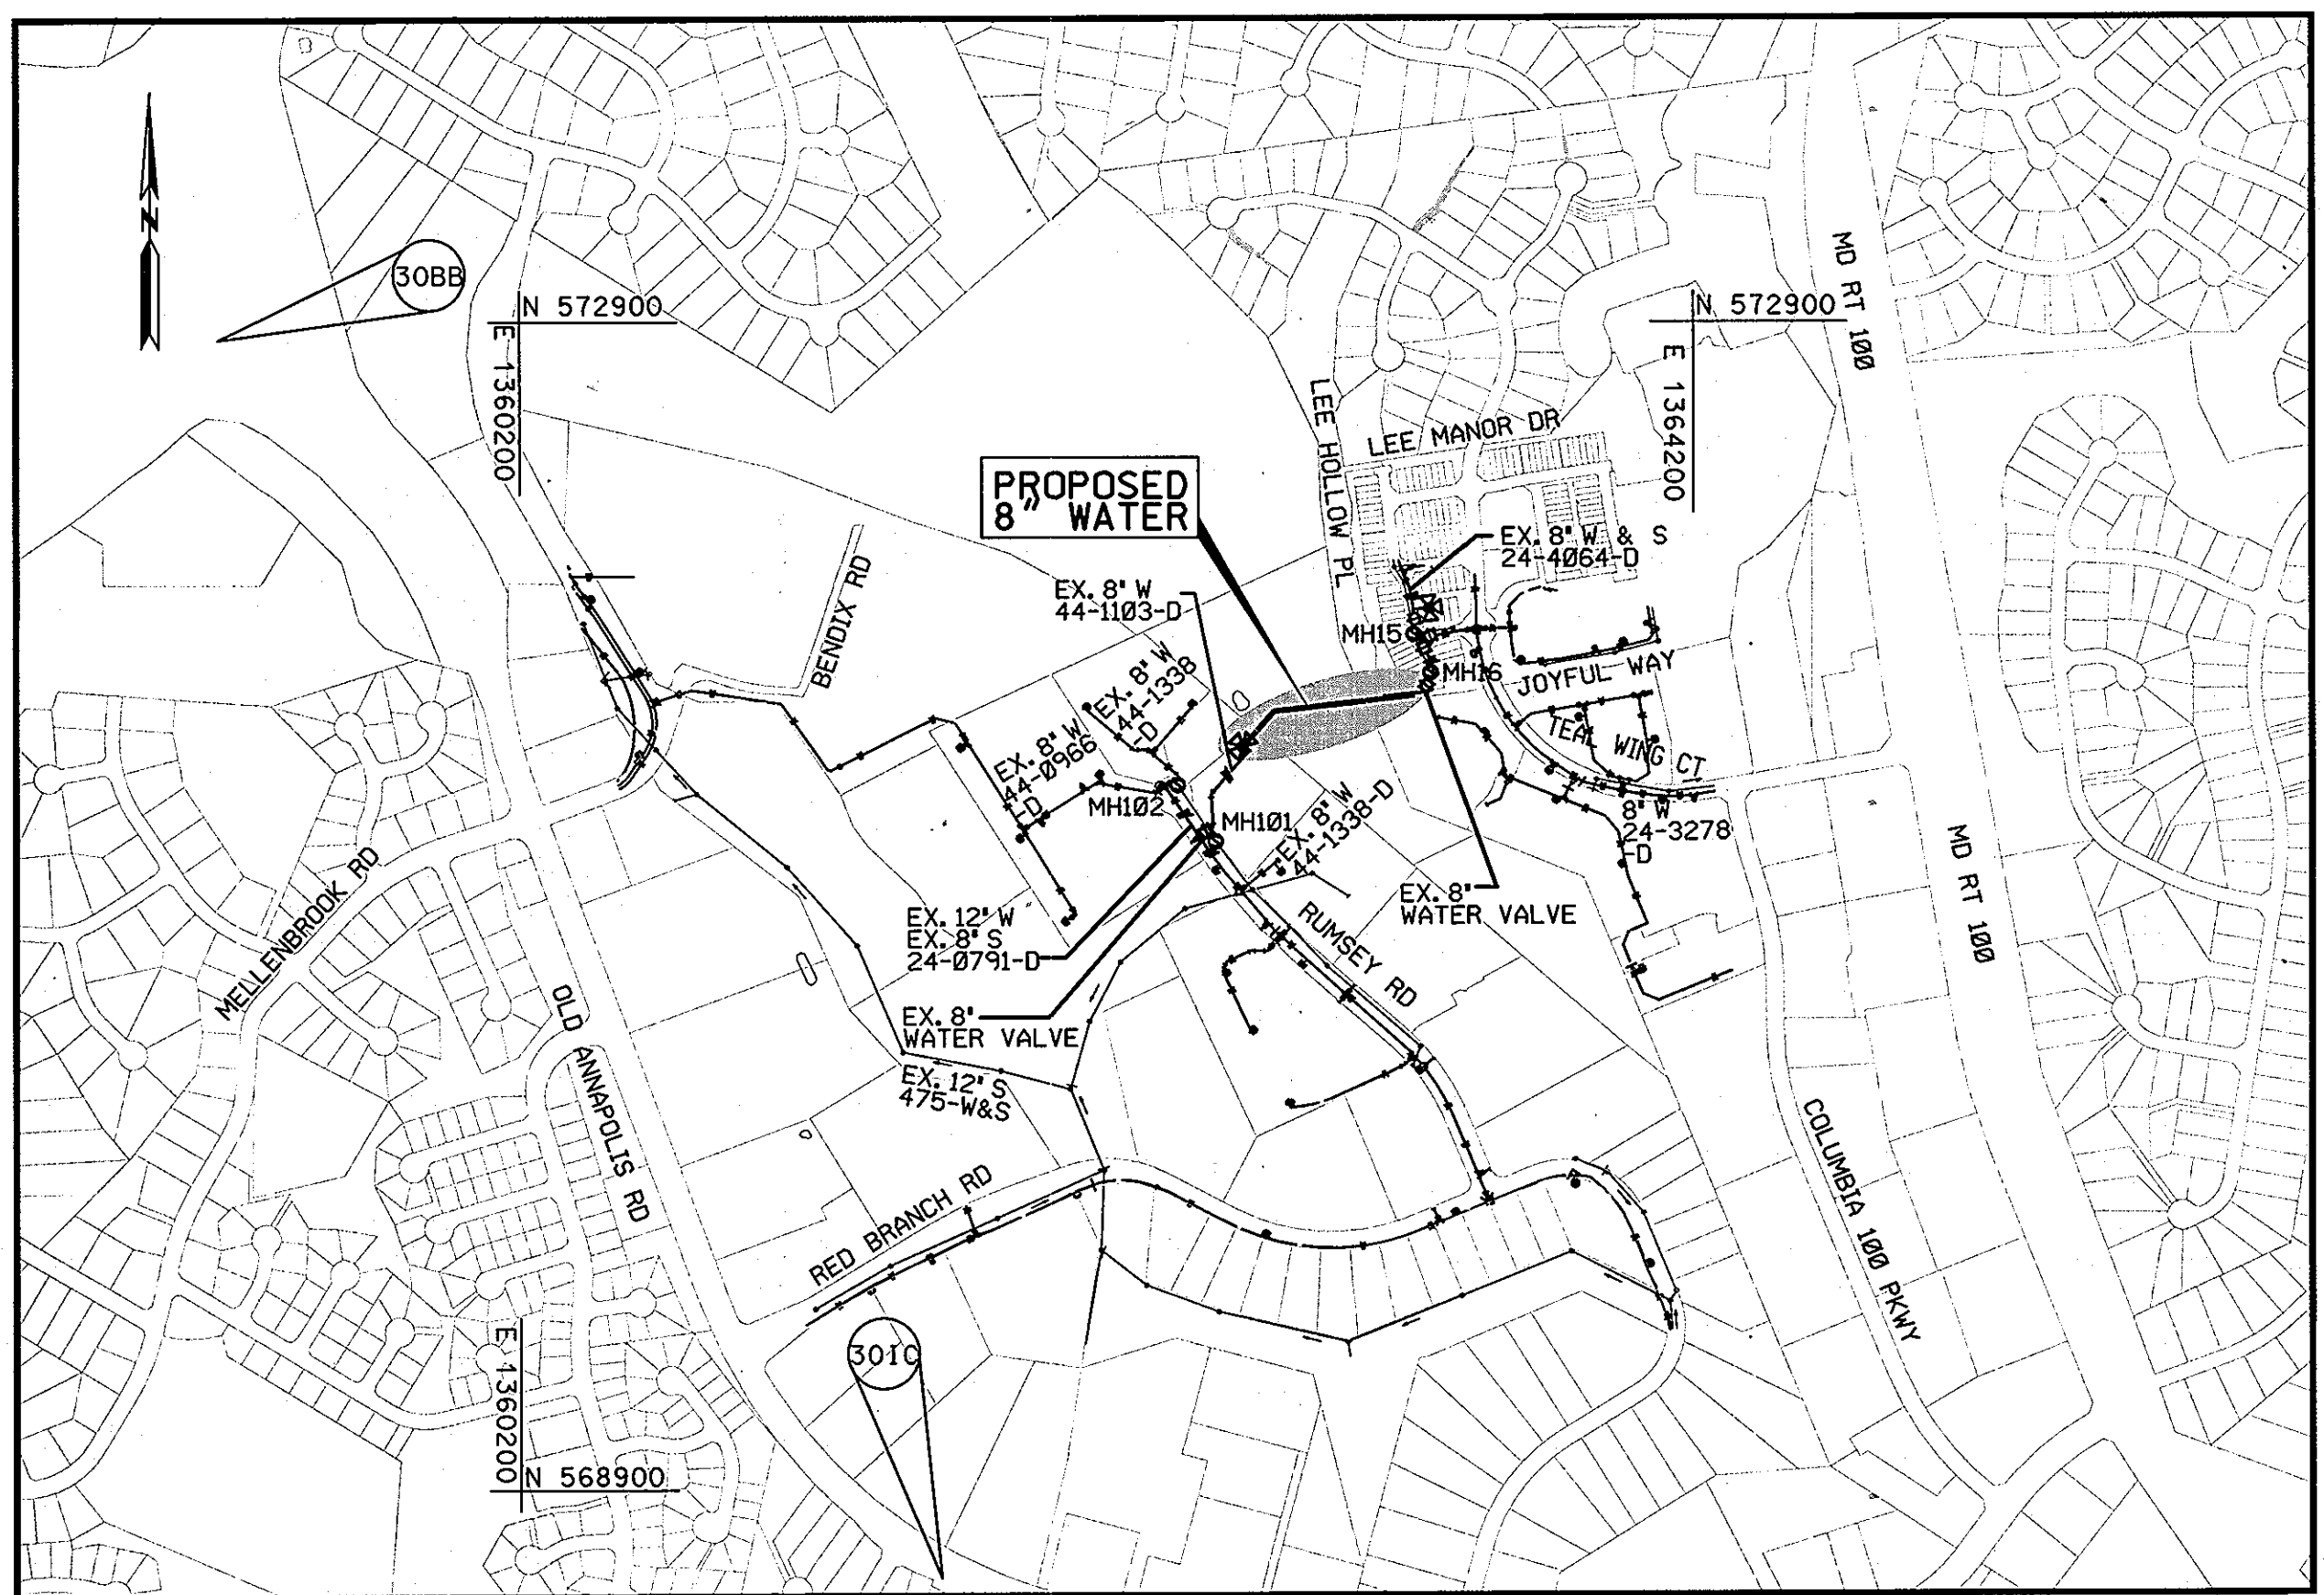 N
30BB
N 572900
E 1360200
N 572900
E 1364200
MD RT 100
LEE HOLLOW PL
LEE MANOR DR
PROPOSED
8" WATER
EX. 8" W & S
24-4064-D
BENDIX RD
EX. 8" W
44-1103-D
MH15
MH16
JOYFUL WAY
EX. 8" W
44-1338
-D
TEAL WING CT
EX. 8" W
44-0966
-D
MH102
MH101
EX. 8" W
44-1338-D
8" W
24-3278
-D
MD RT 100
MELLENBROOK RD
EX. 8"
WATER VALVE
EX. 12" W
EX. 8" S
24-0791-D
RUMSEY RD
OLD ANNAPOLIS RD
EX. 8"
WATER VALVE
EX. 12" S
475-W&S
COLUMBIA 100 PKWY
RED BRANCH RD
301C
E 1360200
N 568900